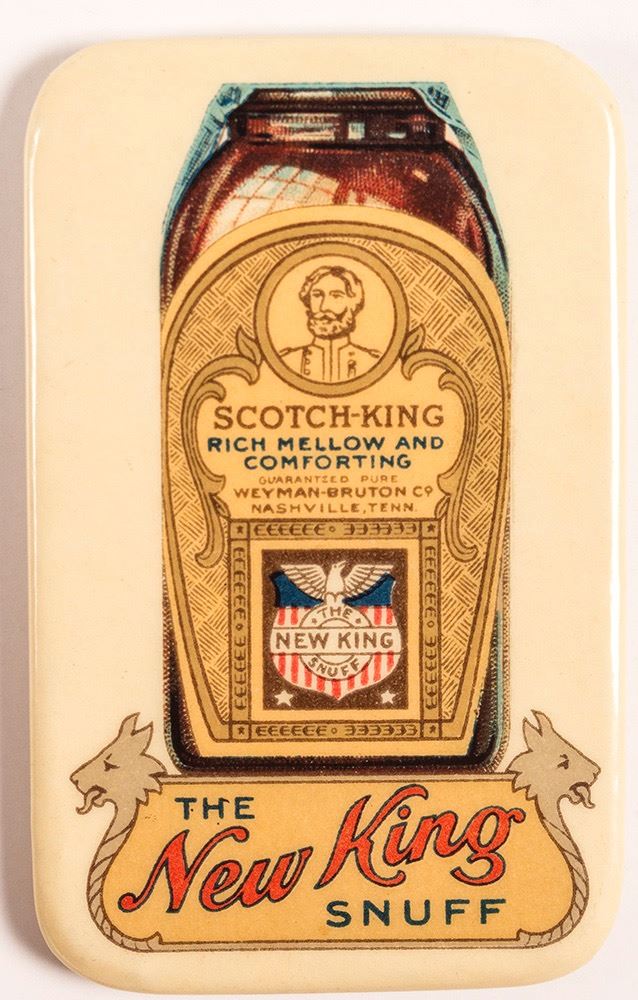 SCOTCH-KING
RICH MELLOW AND
COMFORTING
GUARANTEED PURE
WEYMAN-BRUTON Cº
NASHVILLE, TENN.
THE
NEW KING
SNUFF
THE
New King
SNUFF